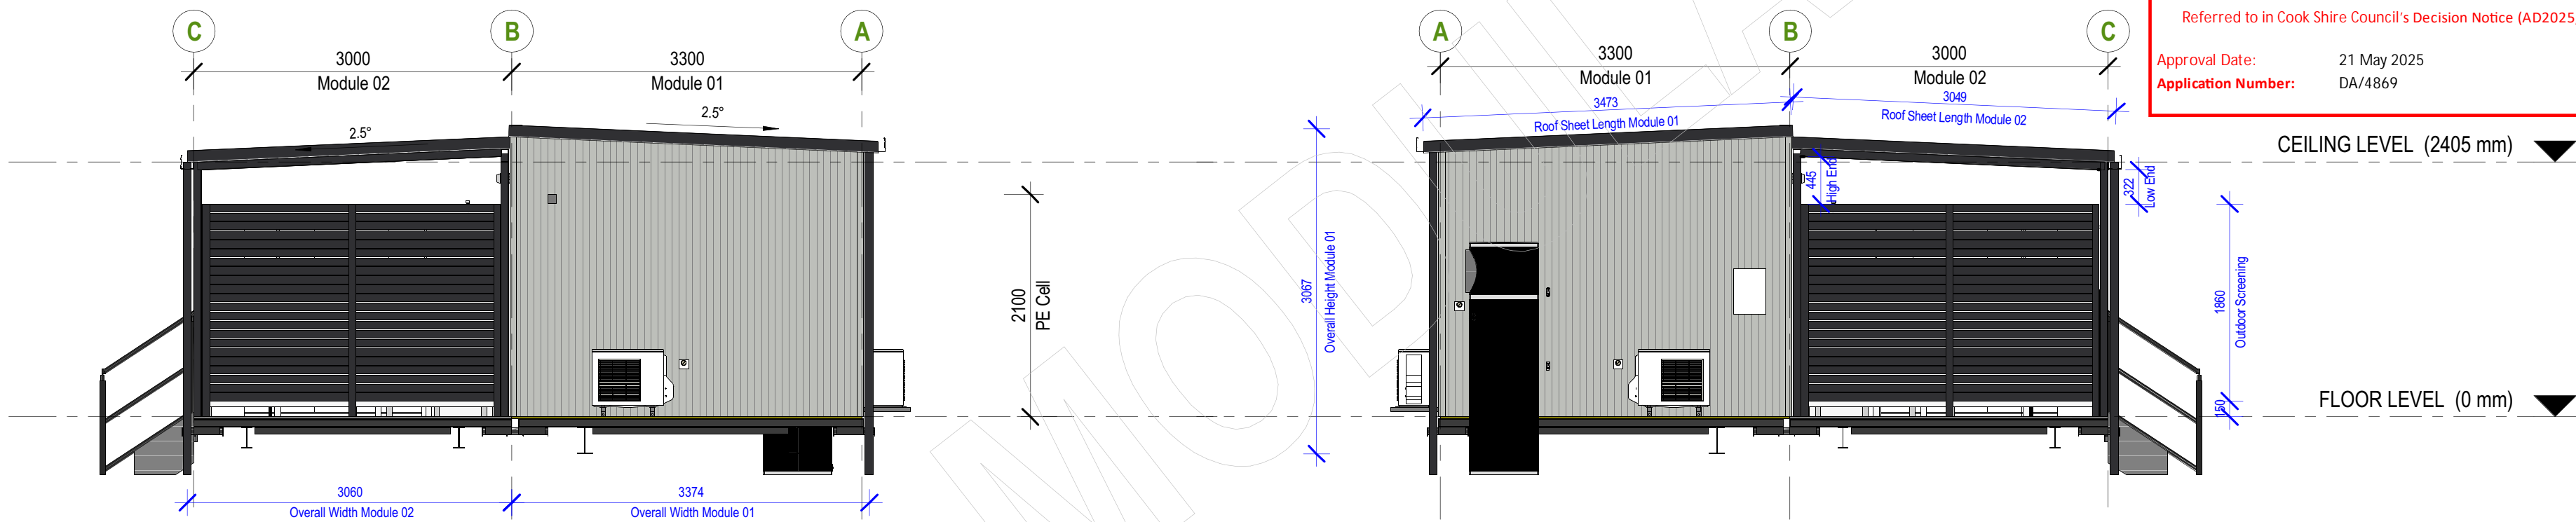 Referred to in Cook Shire Council's Decision Notice (AD2025
Approval Date: 21 May 2025
Application Number: DA/4869
C B A
3000 3300
Module 02 Module 01
2.5° 2.5°
2100
PE Cell
3060 3374
Overall Width Module 02 Overall Width Module 01
A B C
3300 3000
Module 01 Module 02
3473 3049
Roof Sheet Length Module 01 Roof Sheet Length Module 02
3067
Overall Height Module 01
445
High End
322
Low End
1860
Outdoor Screening
150
CEILING LEVEL (2405 mm)
FLOOR LEVEL (0 mm)